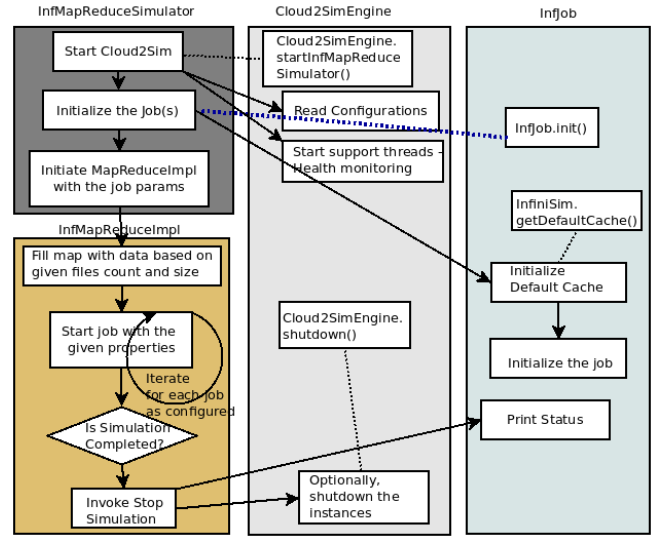 InfMapReduceSimulator
Cloud2SimEngine
InfJob
Start Cloud2Sim
Cloud2SimEngine.
startInfMapReduce
Simulator()
Initialize the Job(s)
Read Configurations
InfJob.init()
Start support threads -
Health monitoring
Initiate MapReduceImpl
with the job params
InfiniSim.
getDefaultCache()
InfMapReduceImpl
Fill map with data based on
given files count and size
Initialize
Default Cache
Start job with the
given properties
Cloud2SimEngine.
shutdown()
Initialize the job
Iterate
for each job
as configured
Is Simulation
Completed?
Print Status
Invoke Stop
Simulation
Optionally,
shutdown the
instances